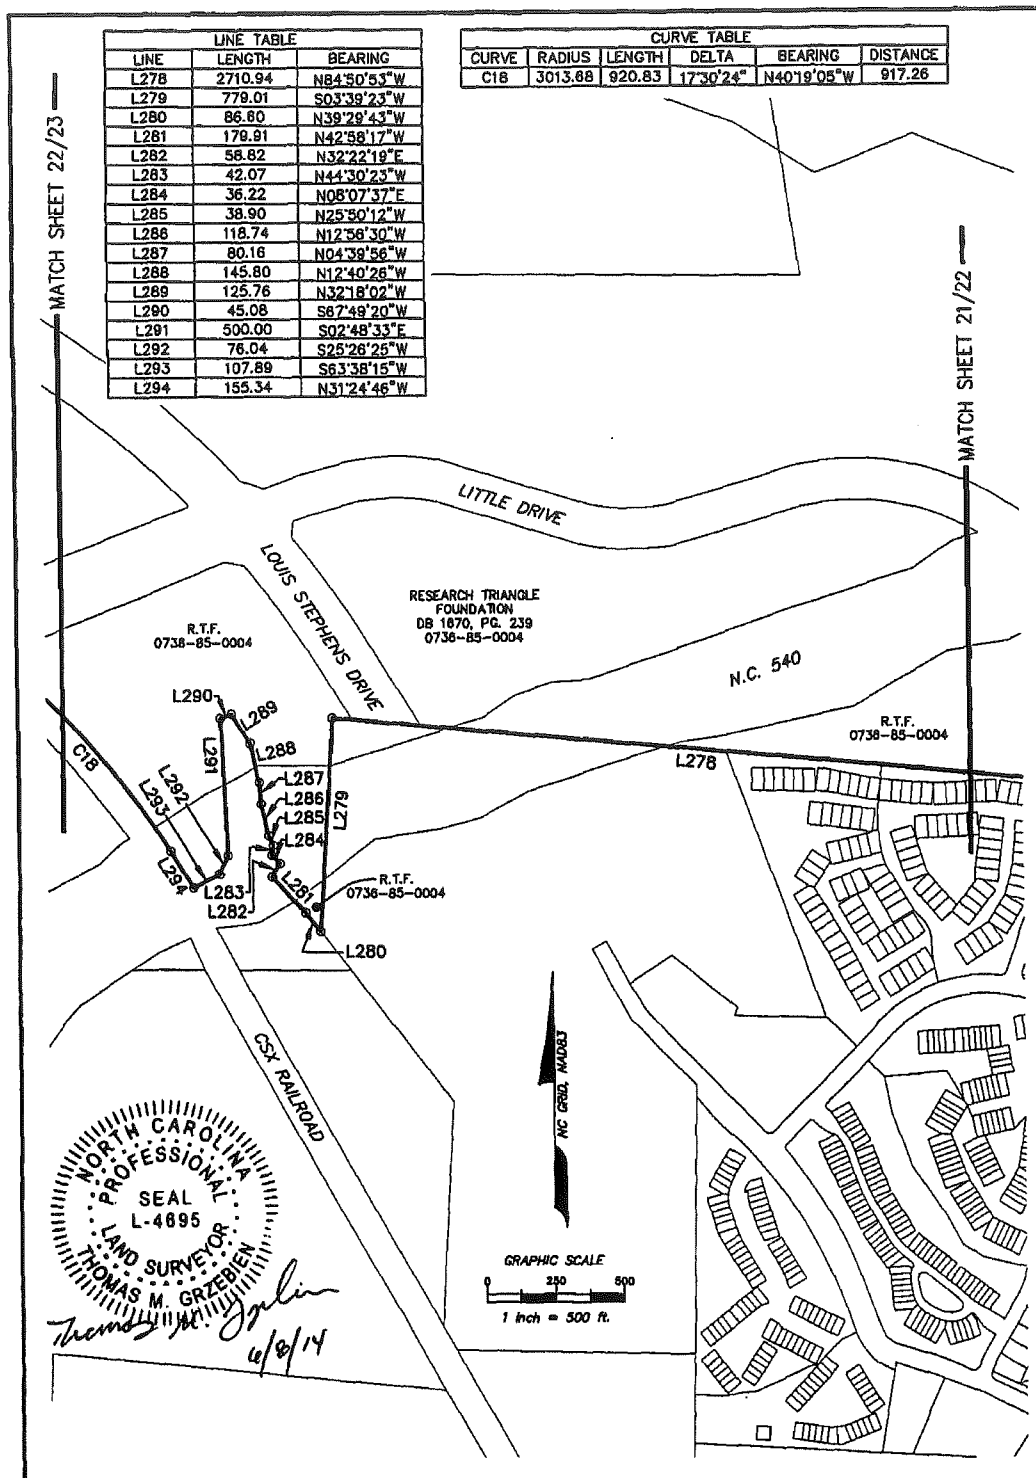 LINE TABLE
LINE LENGTH BEARING
L278 2710.94 N84°50'53"W
L279 779.01 S03°39'23"W
L280 86.60 N39°29'43"W
L281 179.91 N42°58'17"W
L282 58.82 N32°22'19"E
L283 42.07 N44°30'23"W
L284 36.22 N08°07'37"E
L285 38.90 N25°50'12"W
L286 118.74 N12°56'30"W
L287 80.16 N04°39'56"W
L288 145.80 N12°40'26"W
L289 125.76 N32°18'02"W
L290 45.08 S67°49'20"W
L291 500.00 S02°48'33"E
L292 76.04 S25°26'25"W
L293 107.89 S63°38'15"W
L294 155.34 N31°24'46"W
CURVE TABLE
CURVE RADIUS LENGTH DELTA BEARING DISTANCE
C18 3013.68 920.83 17°30'24" N40°19'05"W 917.26
MATCH SHEET 22/23
MATCH SHEET 21/22
LITTLE DRIVE
LOUIS STEPHENS DRIVE
RESEARCH TRIANGLE
FOUNDATION
DB 1670, PG. 239
0736-85-0004
R.T.F.
0736-85-0004
N.C. 540
R.T.F.
0736-85-0004
L290
L289
L288
L291
L287
L286
L285
L284
L279
L278
C18
L292
L293
L294
L283
L282
L281
R.T.F.
0736-85-0004
L280
CSX RAILROAD
NC GRID, NAD83
NORTH CAROLINA
PROFESSIONAL
SEAL
L-4695
LAND SURVEYOR
THOMAS M. GRZEBIEN
6/8/14
GRAPHIC SCALE
0 250 500
1 inch = 500 ft.